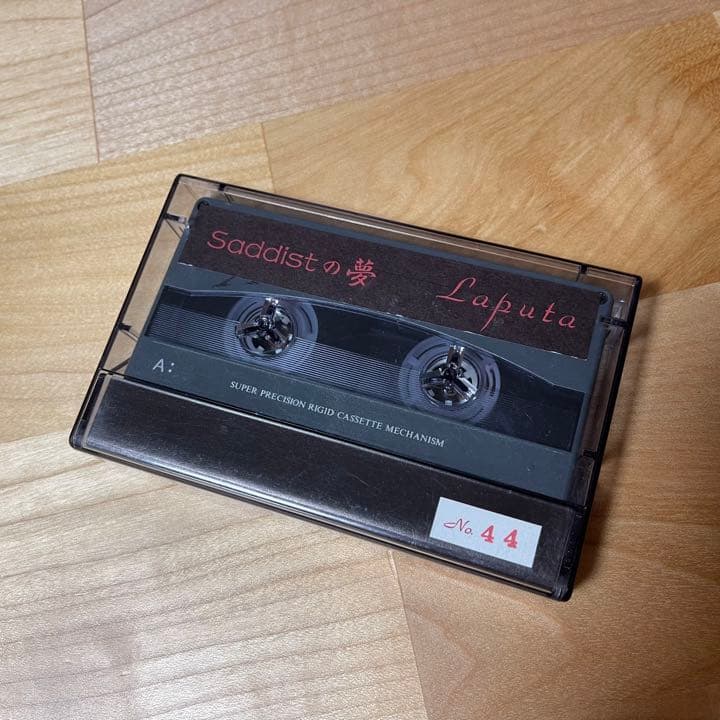 Saddistの夢 Laputa
A:
SUPER PRECISION RIGID CASSETTE MECHANISM
No. 44